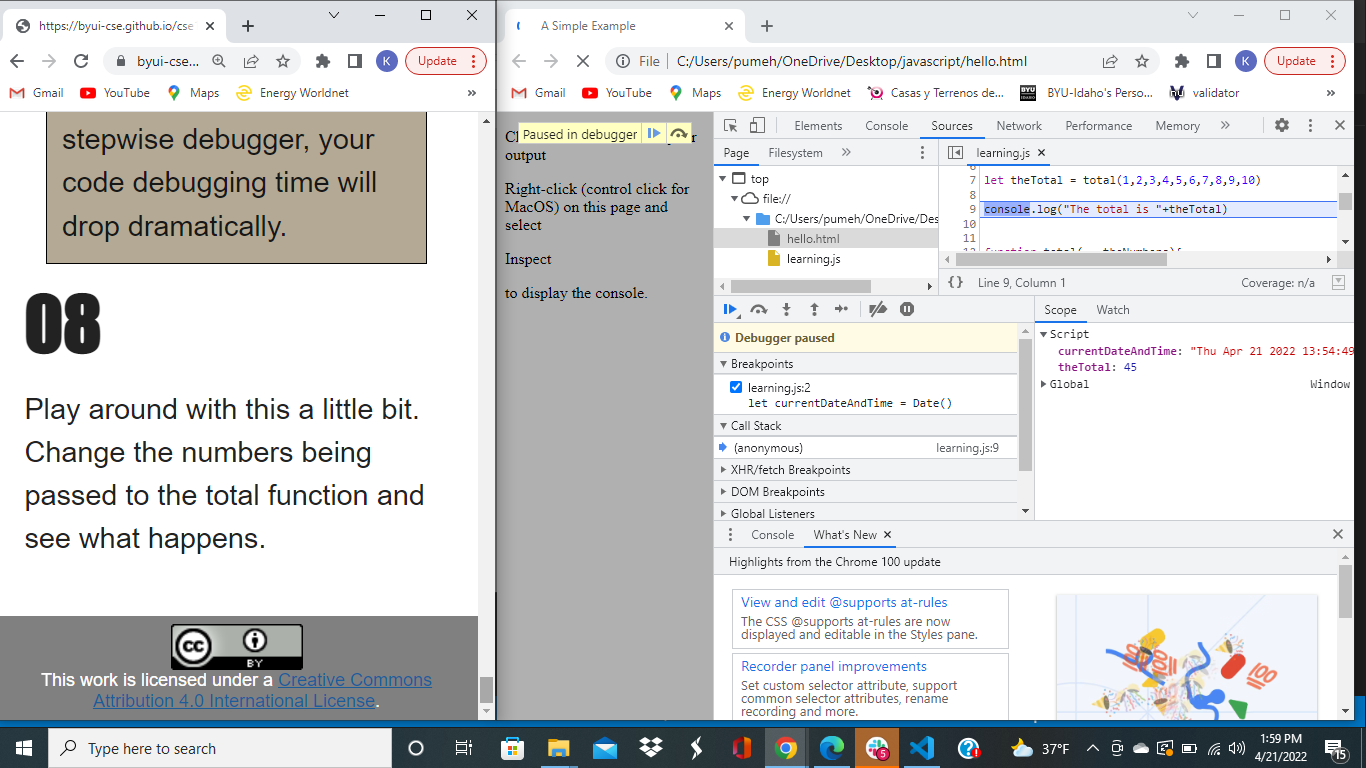 https://byui-cse.github.io/cse
byui-cse...
K
Update
Gmail
YouTube
Maps
Energy Worldnet
»
stepwise debugger, your
code debugging time will
drop dramatically.
08
Play around with this a little bit.
Change the numbers being
passed to the total function and
see what happens.
CC
BY
This work is licensed under a Creative Commons
Attribution 4.0 International License.
A Simple Example
File
C:/Users/pumeh/OneDrive/Desktop/javascript/hello.html
K
Update
Gmail
YouTube
Maps
Energy Worldnet
Casas y Terrenos de...
BYU-Idaho's Perso...
validator
»
Paused in debugger
output
Right-click (control click for
MacOS) on this page and
select
Inspect
to display the console.
Elements
Console
Sources
Network
Performance
Memory
»
Page
Filesystem
»
learning.js
top
file://
C:/Users/pumeh/OneDrive/Des
hello.html
learning.js
7 let theTotal = total(1,2,3,4,5,6,7,8,9,10)
8
9 console.log("The total is "+theTotal)
10
11
{} Line 9, Column 1
Coverage: n/a
Debugger paused
Breakpoints
learning.js:2
let currentDateAndTime = Date()
Call Stack
(anonymous)
learning.js:9
XHR/fetch Breakpoints
DOM Breakpoints
Global Listeners
Scope
Watch
Script
currentDateAndTime: "Thu Apr 21 2022 13:54:49
theTotal: 45
Global
Window
Console
What's New
Highlights from the Chrome 100 update
View and edit @supports at-rules
The CSS @supports at-rules are now
displayed and editable in the Styles pane.
Recorder panel improvements
Set custom selector attribute, support
common selector attributes, rename
recording and more.
100
100
100
Type here to search
5
37°F
1:59 PM
4/21/2022
15